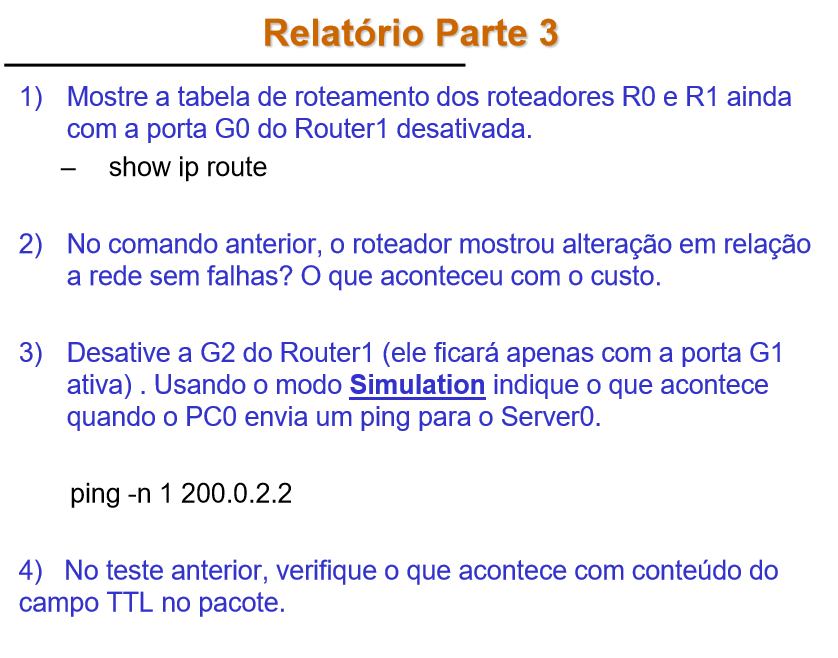 Relatório Parte 3
1) Mostre a tabela de roteamento dos roteadores R0 e R1 ainda
com a porta G0 do Router1 desativada.
– show ip route
2) No comando anterior, o roteador mostrou alteração em relação
a rede sem falhas? O que aconteceu com o custo.
3) Desative a G2 do Router1 (ele ficará apenas com a porta G1
ativa) . Usando o modo Simulation indique o que acontece
quando o PC0 envia um ping para o Server0.
ping -n 1 200.0.2.2
4) No teste anterior, verifique o que acontece com conteúdo do
campo TTL no pacote.